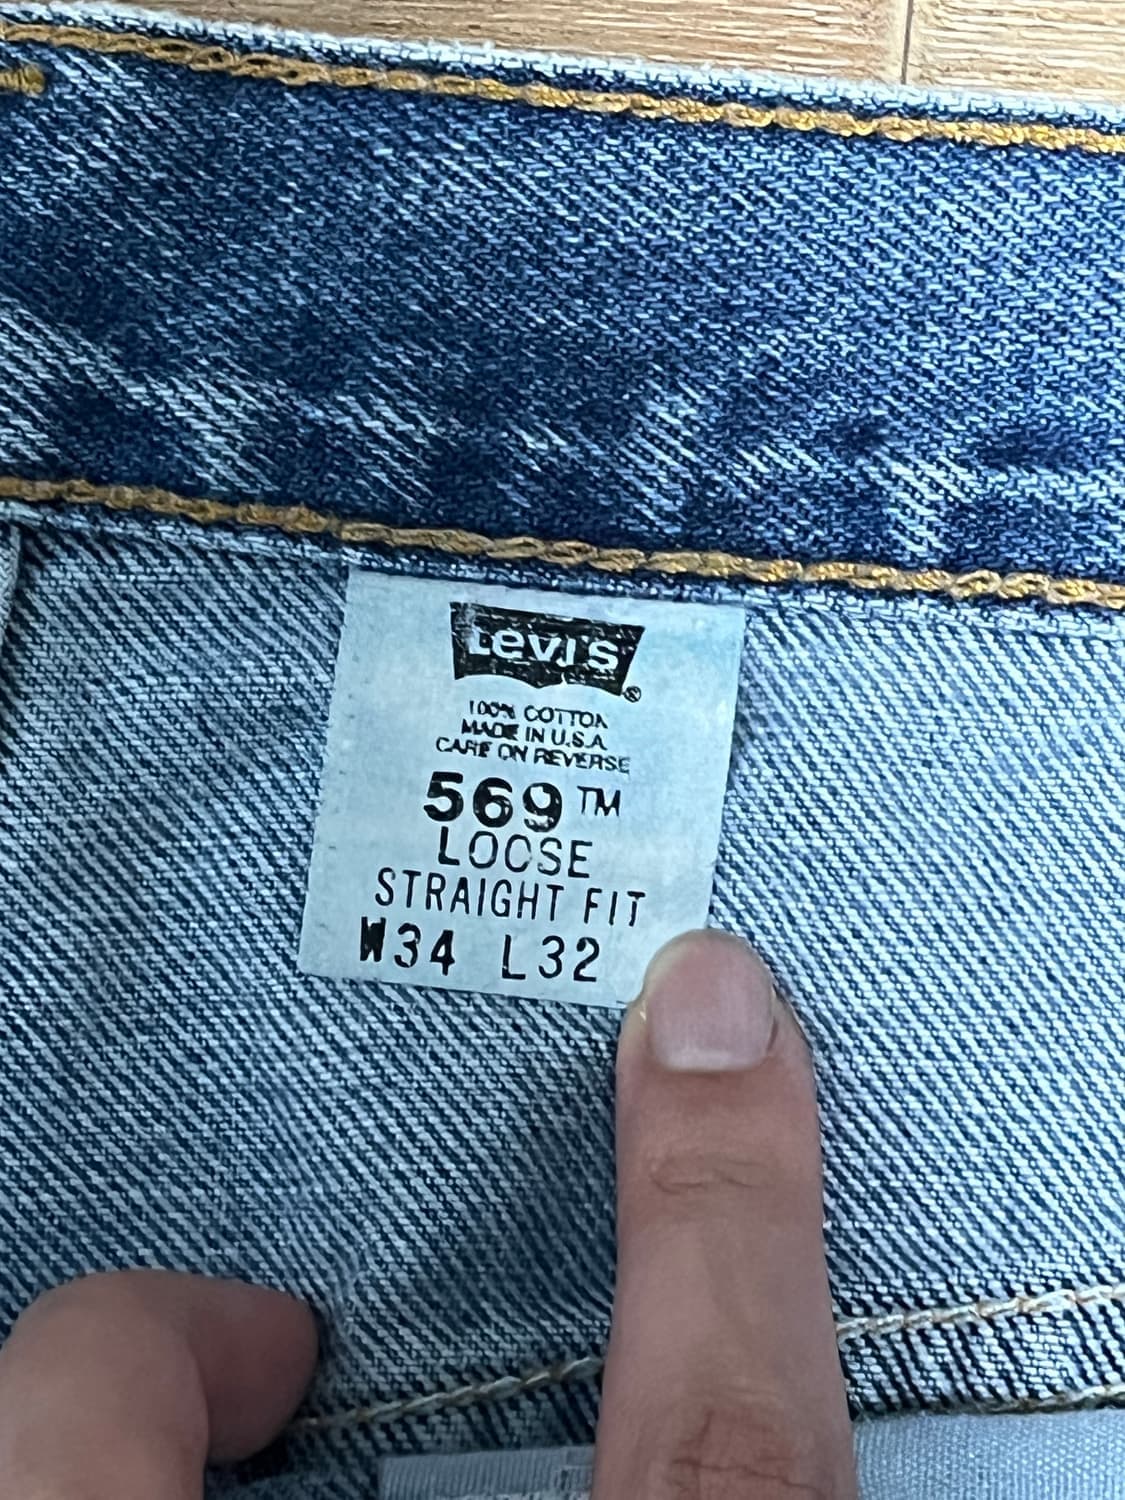 Levi's
®
100% COTTON
MADE IN U.S.A
CARE ON REVERSE
569™
LOOSE
STRAIGHT FIT
W34 L32